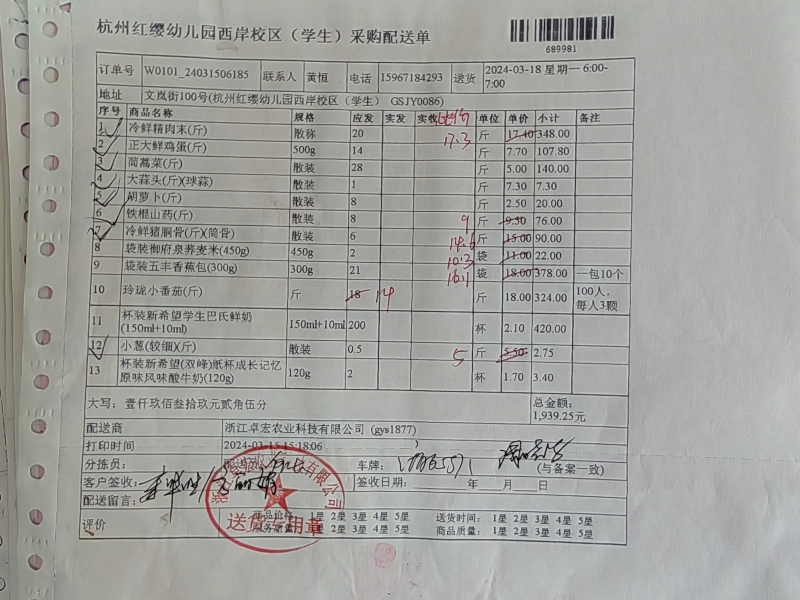 杭州红缨幼儿园西岸校区（学生）采购配送单
689981
订单号 W0101_24031506185 联系人 黄恒 电话 15967184293 送货 2024-03-18 星期一 6:00-7:00
地址 文岚街100号(杭州红缨幼儿园西岸校区（学生） GSJY0086)
序号 商品名称 规格 应发 实发 实收 单位 单价 小计 备注
1 冷鲜精肉末(斤) 散称 20 17.3 斤 17.40 348.00
2 正大鲜鸡蛋(斤) 500g 14 斤 7.70 107.80
3 茼蒿菜(斤) 散装 28 斤 5.00 140.00
4 大蒜头(斤)(球蒜) 散装 1 斤 7.30 7.30
5 胡萝卜(斤) 散装 8 斤 2.50 20.00
6 铁棍山药(斤) 散装 8 9 斤 9.50 76.00
7 冷鲜猪胴骨(斤)(筒骨) 散装 6 14.6 斤 15.00 90.00
8 袋装御府泉荞麦米(450g) 450g 2 10.3 袋 11.00 22.00
9 袋装五丰香蕉包(300g) 300g 21 16.1 袋 18.00 378.00 一包10个
10 玲珑小番茄(斤) 斤 18 14 斤 18.00 324.00 100人，每人3颗
11 杯装新希望学生巴氏鲜奶(150ml+10ml) 150ml+10ml 200 杯 2.10 420.00
12 小葱(较细)(斤) 散装 0.5 5 斤 5.50 2.75
13 杯装新希望(双峰)纸杯成长记忆原味风味酸牛奶(120g) 120g 2 杯 1.70 3.40
大写：壹仟玖佰叁拾玖元贰角伍分 总金额：1,939.25元
配送商 浙江卓宏农业科技有限公司 (gys1877)
打印时间 2024-03-15 15:18:06
分拣员： 车牌： (与备案一致)
客户签收： 签收日期： 年 月 日
配送留言：
评价 商品价格 1星 2星 3星 4星 5星 送货时间： 1星 2星 3星 4星 5星
服务质量 1星 2星 3星 4星 5星 商品质量： 1星 2星 3星 4星 5星
有限公司
送货专用章